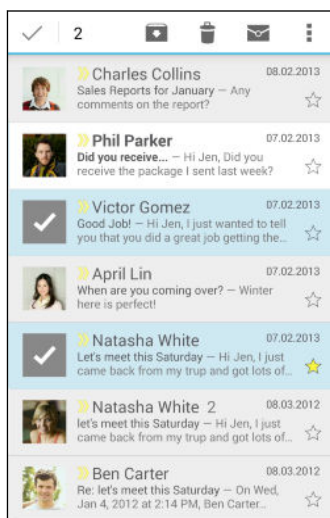 2
Charles Collins 08.02.2013
Sales Reports for January — Any
comments on the report?
Phil Parker 07.02.2013
Did you receive... — Hi Jen, Did you
receive the package I sent last week?
Victor Gomez 07.02.2013
Good Job! — Hi Jen, I just wanted to tell
you that you did a great job getting the...
April Lin 07.02.2013
When are you coming over? — Winter
here is perfect!
Natasha White 07.02.2013
Let's meet this Saturday — Hi Jen, I just
came back from my trup and got lots of...
Natasha White 2 08.03.2012
let's meet this Saturday — Hi Jen, I just
came back from my trup and got lots of...
Ben Carter 08.03.2012
Re: let's meet this Saturday — On Wed,
Jan 4, 2012 at 2:14 PM, Ben Carter...